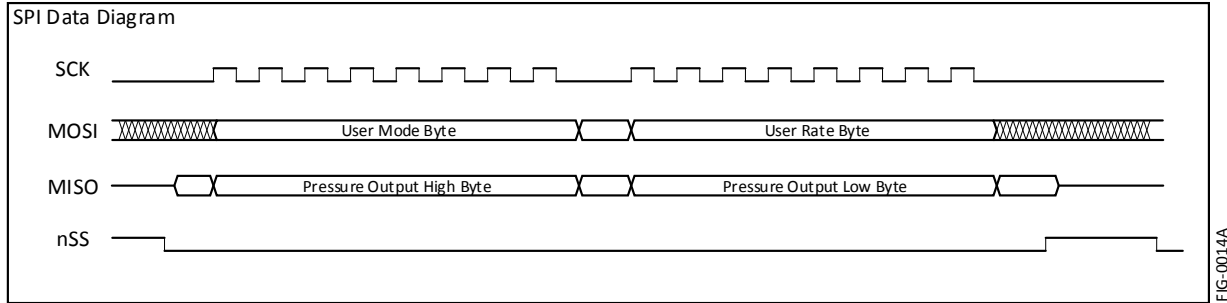 SPI Data Diagram
SCK
MOSI
User Mode Byte
User Rate Byte
MISO
Pressure Output High Byte
Pressure Output Low Byte
nSS
FIG-0014A